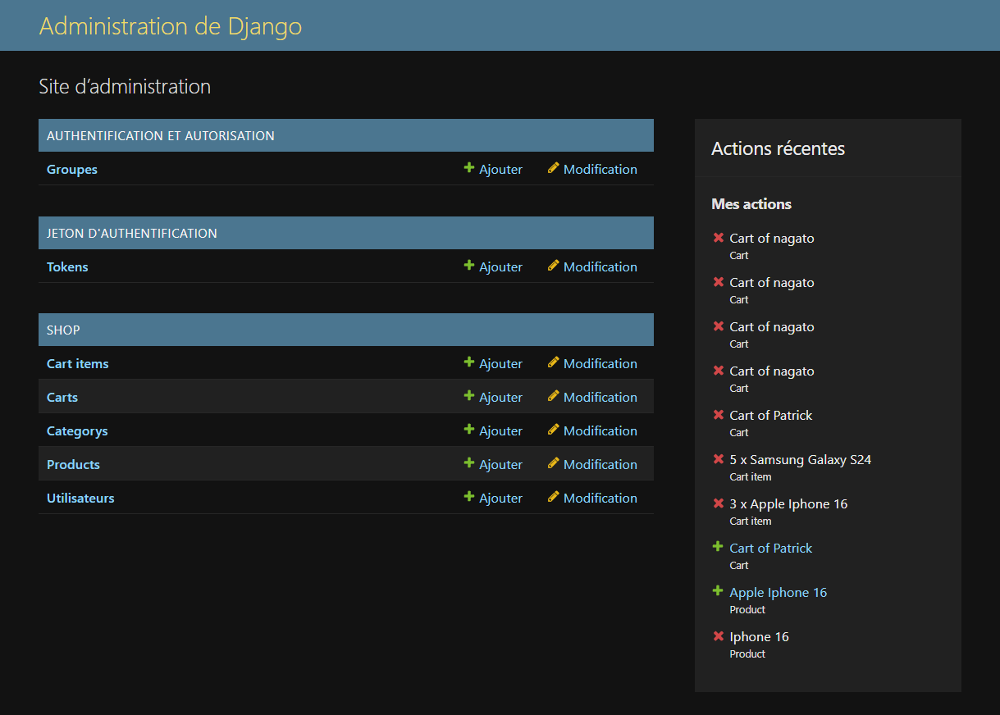 Administration de Django
Site d’administration
AUTHENTIFICATION ET AUTORISATION
Groupes Ajouter Modification
JETON D'AUTHENTIFICATION
Tokens Ajouter Modification
SHOP
Cart items Ajouter Modification
Carts Ajouter Modification
Categorys Ajouter Modification
Products Ajouter Modification
Utilisateurs Ajouter Modification
Actions récentes
Mes actions
Cart of nagato
Cart
Cart of nagato
Cart
Cart of nagato
Cart
Cart of nagato
Cart
Cart of Patrick
Cart
5 x Samsung Galaxy S24
Cart item
3 x Apple Iphone 16
Cart item
Cart of Patrick
Cart
Apple Iphone 16
Product
Iphone 16
Product